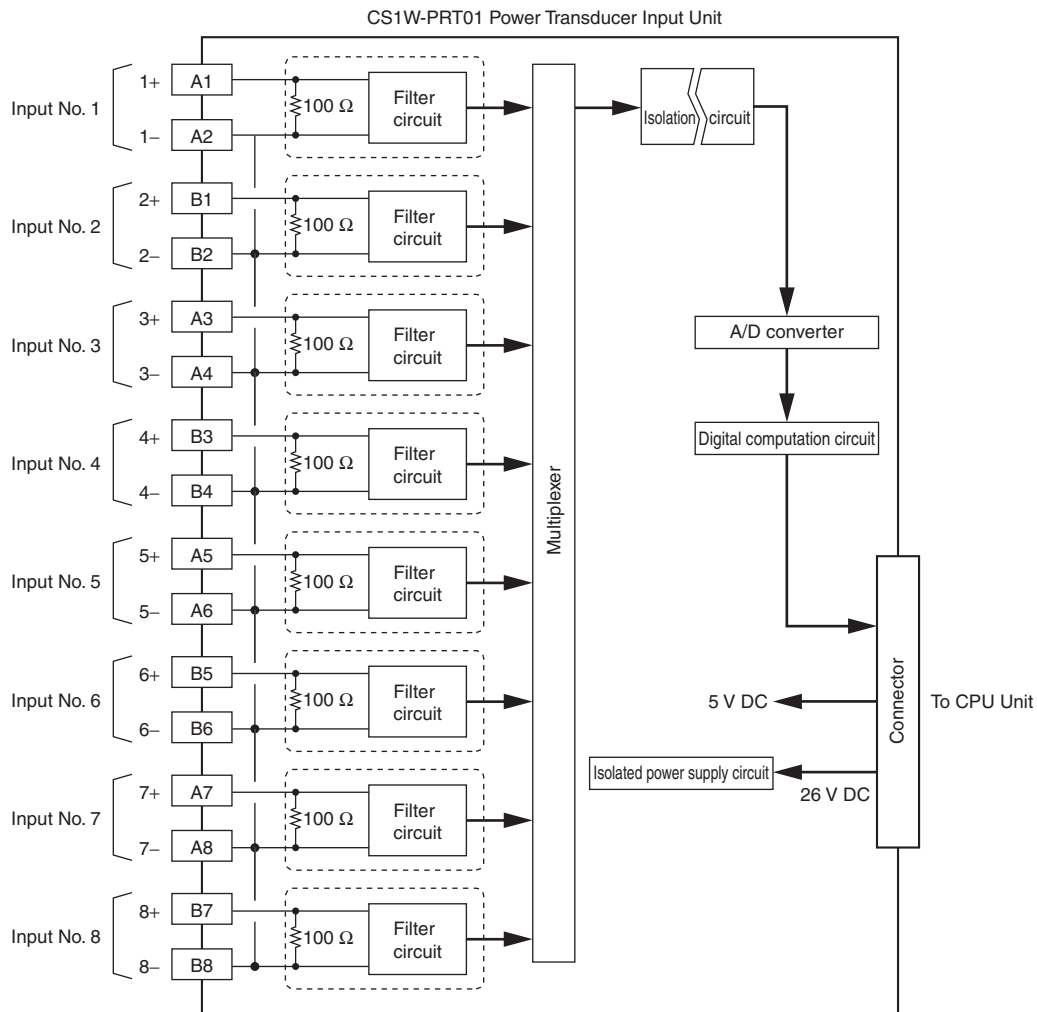 CS1W-PRT01 Power Transducer Input Unit
Input No. 1
1+
A1
1−
A2
100 Ω
Filter
circuit
Input No. 2
2+
B1
2−
B2
100 Ω
Filter
circuit
Input No. 3
3+
A3
3−
A4
100 Ω
Filter
circuit
Input No. 4
4+
B3
4−
B4
100 Ω
Filter
circuit
Input No. 5
5+
A5
5−
A6
100 Ω
Filter
circuit
Input No. 6
6+
B5
6−
B6
100 Ω
Filter
circuit
Input No. 7
7+
A7
7−
A8
100 Ω
Filter
circuit
Input No. 8
8+
B7
8−
B8
100 Ω
Filter
circuit
Multiplexer
Isolation circuit
A/D converter
Digital computation circuit
Connector
To CPU Unit
5 V DC
Isolated power supply circuit
26 V DC